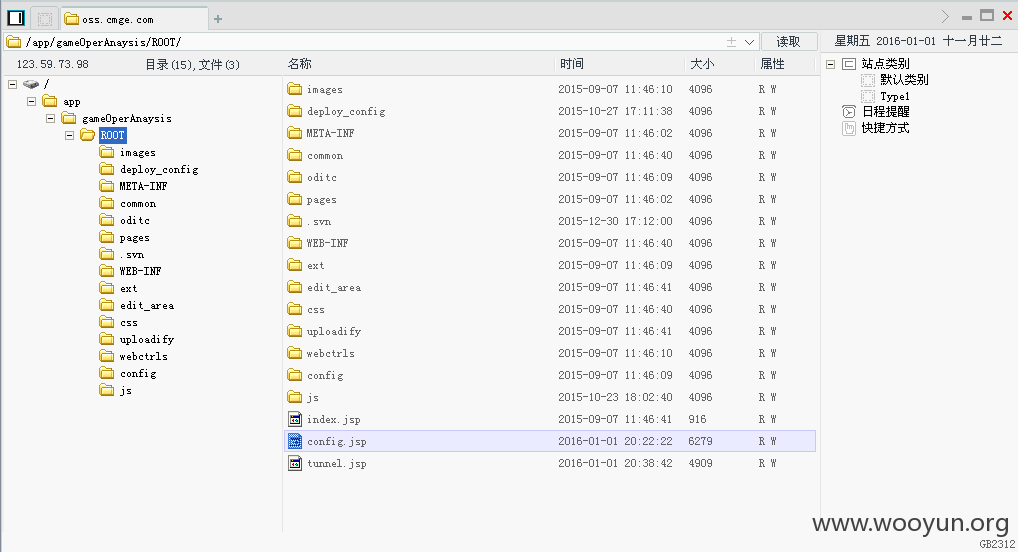 oss.cmge.com
/app/gameOperAnaysis/ROOT/ 读取 星期五 2016-01-01 十一月廿二
123.59.73.98 目录(15),文件(3)
/
app
gameOperAnaysis
ROOT
images
deploy_config
META-INF
common
oditc
pages
.svn
WEB-INF
ext
edit_area
css
uploadify
webctrls
config
js
名称 时间 大小 属性
images 2015-09-07 11:46:10 4096 R W
deploy_config 2015-10-27 17:11:38 4096 R W
META-INF 2015-09-07 11:46:02 4096 R W
common 2015-09-07 11:46:40 4096 R W
oditc 2015-09-07 11:46:41 4096 R W
pages 2015-09-07 11:46:02 4096 R W
.svn 2015-12-30 17:12:00 4096 R W
WEB-INF 2015-09-07 11:46:40 4096 R W
ext 2015-09-07 11:46:09 4096 R W
edit_area 2015-09-07 11:46:41 4096 R W
css 2015-09-07 11:46:40 4096 R W
uploadify 2015-09-07 11:46:41 4096 R W
webctrls 2015-09-07 11:46:10 4096 R W
config 2015-09-07 11:46:09 4096 R W
js 2015-10-23 18:02:40 4096 R W
index.jsp 2015-09-07 11:46:41 916 R W
config.jsp 2016-01-01 20:22:22 6279 R W
tunnel.jsp 2016-01-01 20:38:42 4909 R W
站点类别
默认类别
Type1
日程提醒
快捷方式
www.wooyun.org
GB2312